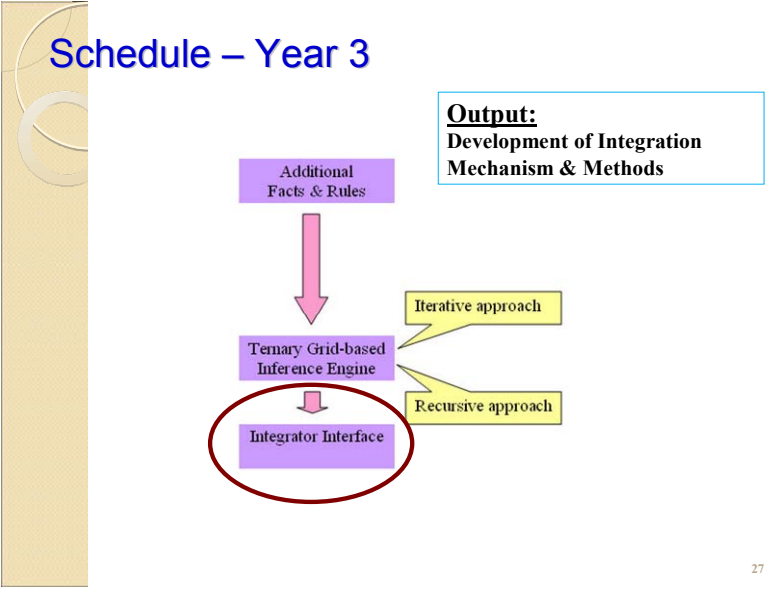 Schedule – Year 3
Output:
Development of Integration
Mechanism & Methods
Additional
Facts & Rules
Iterative approach
Ternary Grid-based
Inference Engine
Recursive approach
Integrator Interface
27